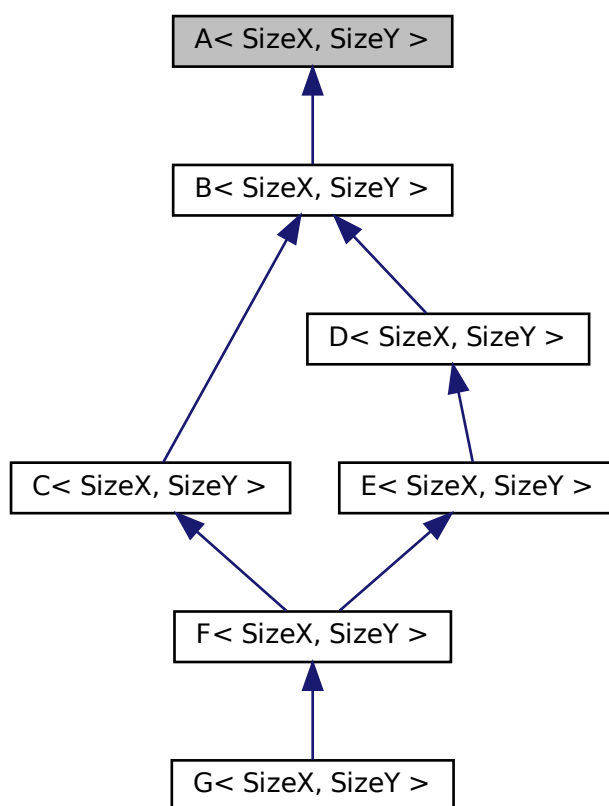 A< SizeX, SizeY >
B< SizeX, SizeY >
D< SizeX, SizeY >
C< SizeX, SizeY >
E< SizeX, SizeY >
F< SizeX, SizeY >
G< SizeX, SizeY >